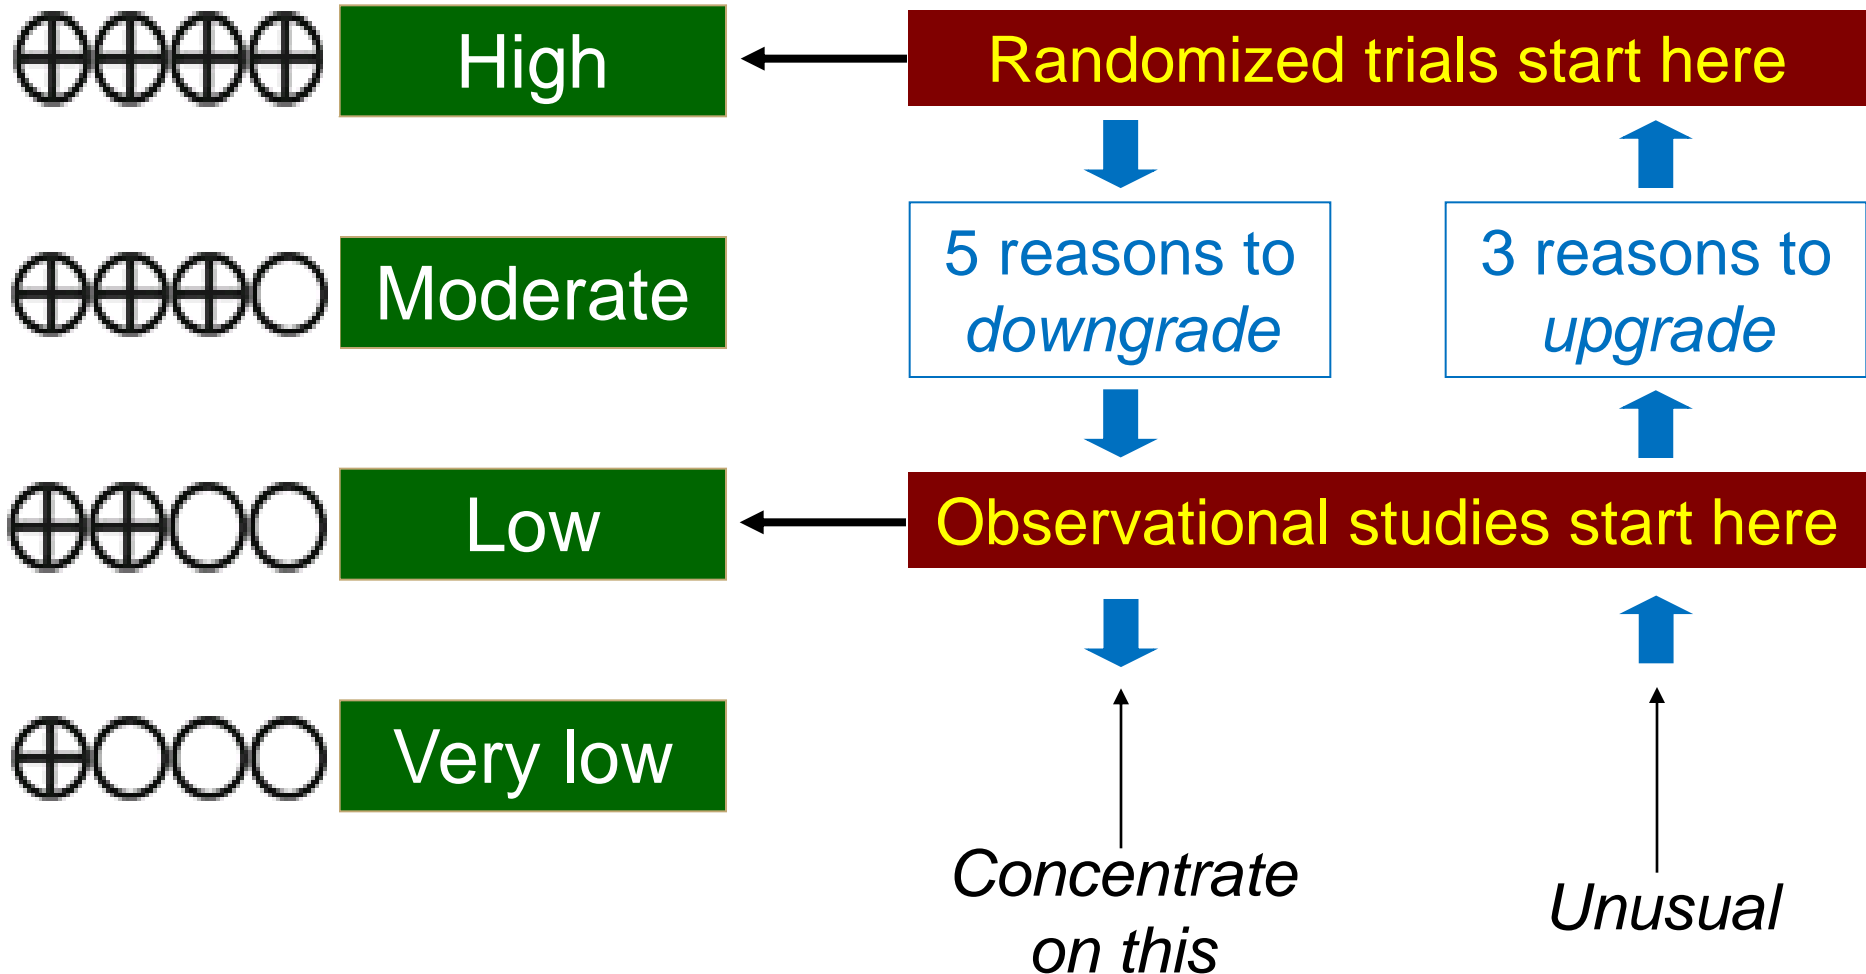 High
Randomized trials start here
Moderate
5 reasons to
downgrade
3 reasons to
upgrade
Low
Observational studies start here
Very low
Concentrate
on this
Unusual